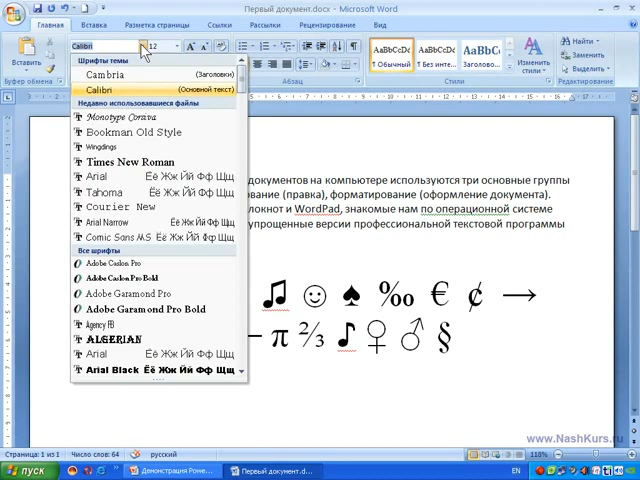 Первый документ.docx - Microsoft Word
Главная Вставка Разметка страницы Ссылки Рассылки Рецензирование Вид
Вставить
Буфер обмена
Calibri 12
Абзац
AaBbCcDc AaBbCcDc AaBbC
¶ Обычный ¶ Без инте... Заголово...
Стили
Изменить стили
Найти
Заменить
Выделить
Редактирование
Шрифты темы
Cambria (Заголовки)
Calibri (Основной текст)
Недавно использовавшиеся файлы
Monotype Corsiva
Bookman Old Style
Wingdings
Times New Roman
Arial Ёё Жж Йй Фф Щщ
Tahoma Ёё Жж Йй Фф Щщ
Courier New
Arial Narrow Ёё Жж Йй Фф Щщ
Comic Sans MS Ёё Жж Йй Фф Щщ
Все шрифты
Adobe Caslon Pro
Adobe Caslon Pro Bold
Adobe Garamond Pro
Adobe Garamond Pro Bold
Agency FB
ALGERIAN
Arial Ёё Жж Йй Фф Щщ
Arial Black Ёё Жж Йй Фф Щщ
документов на компьютере используются три основные группы
ование (правка), форматирование (оформление документа).
локнот и WordPad, знакомые нам по операционной системе
упрощенные версии профессиональной текстовой программы
♫ ☺ ♠ ‰ € ¢ →
– π ⅔ ♪ ♀ ♂ §
www.NashKurs.ru
Страница: 1 из 1 Число слов: 64 русский 118%
пуск Демонстрация Powe... Первый документ.d... EN